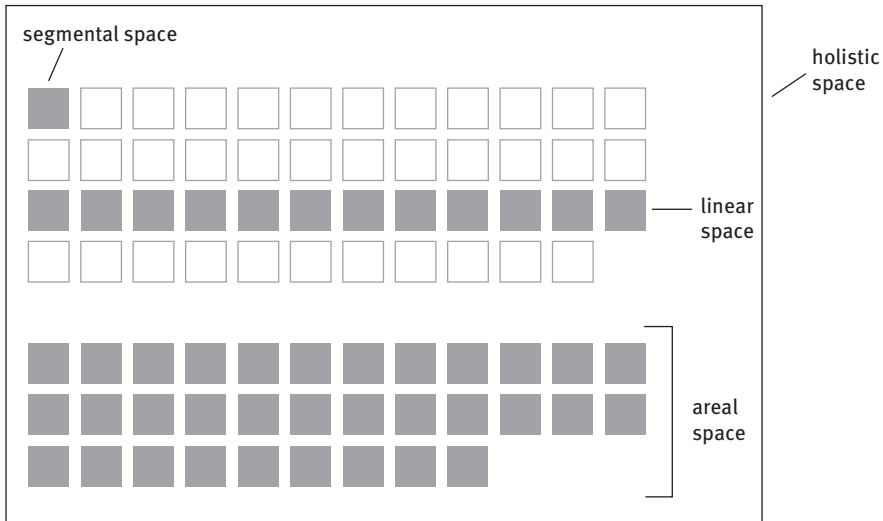 segmental space
holistic
space
linear
space
areal
space